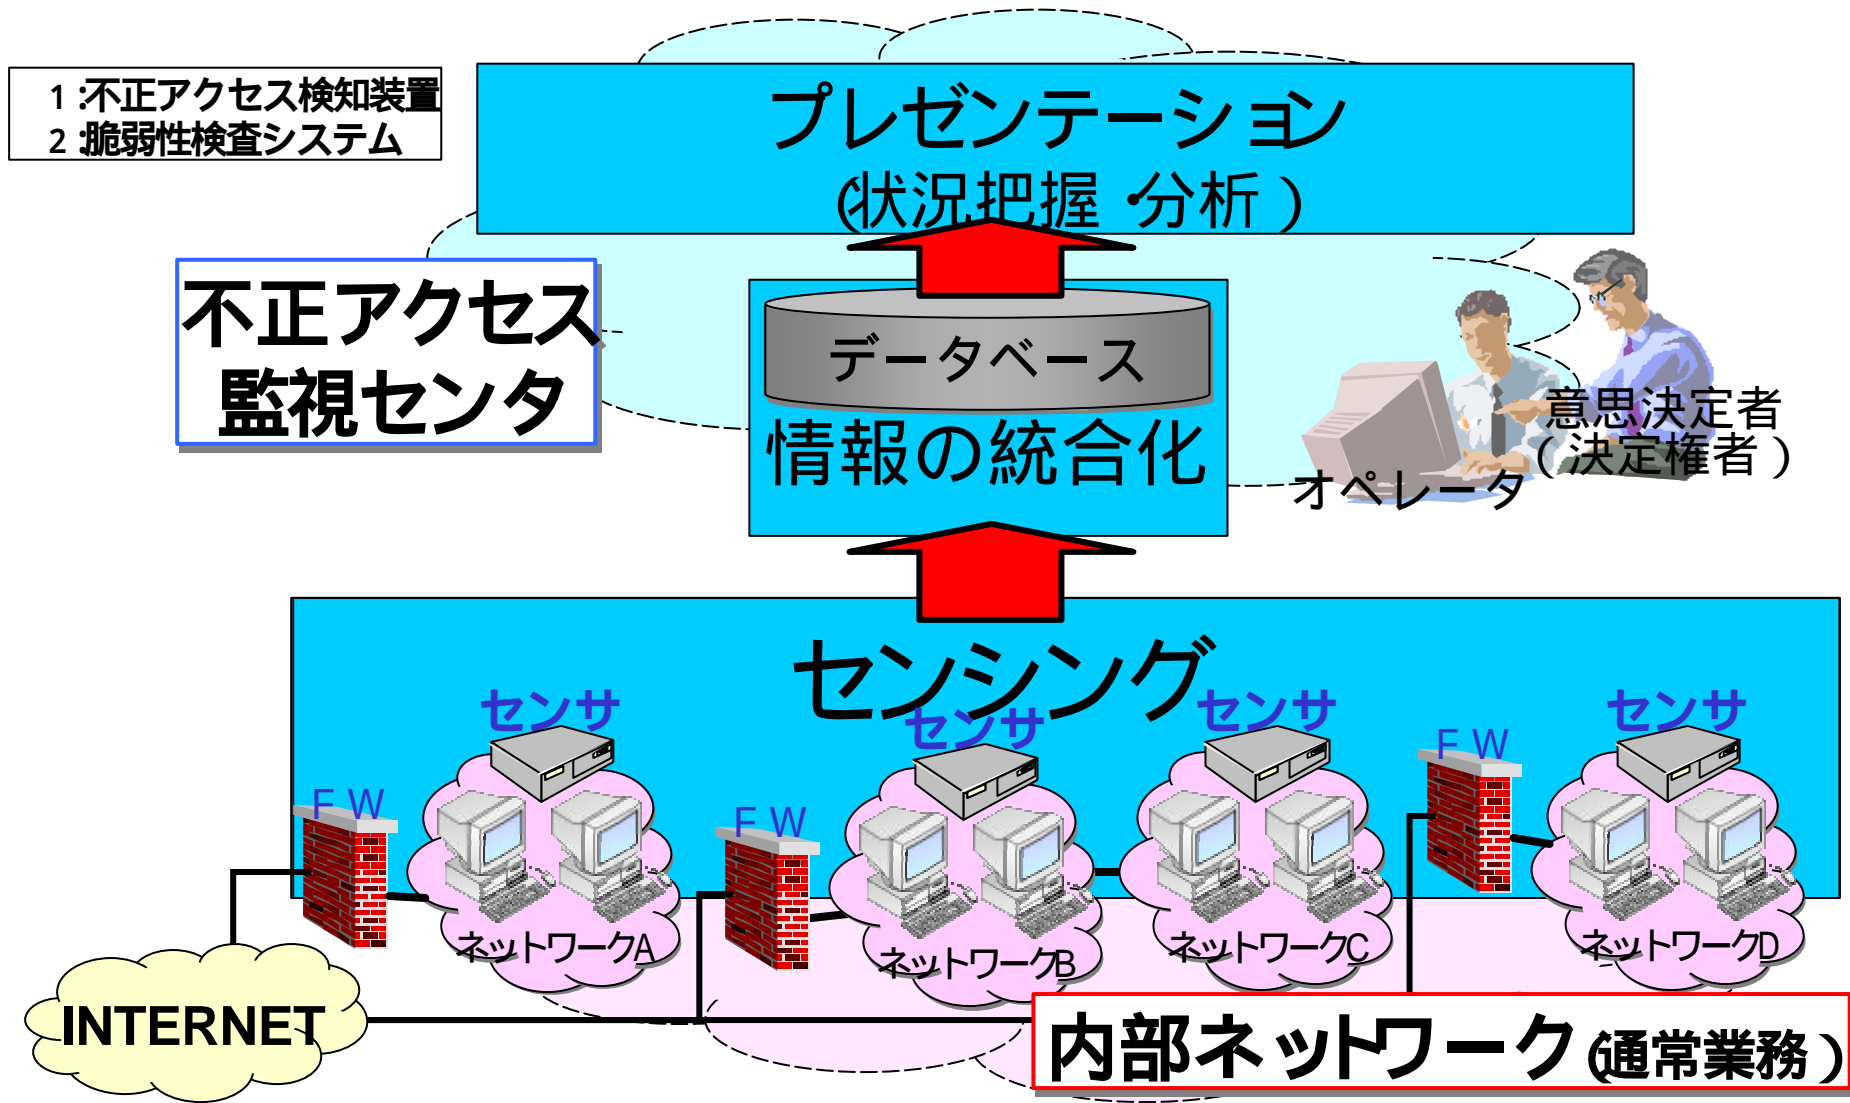 1:不正アクセス検知装置
2:脆弱性検査システム
プレゼンテーション
(状況把握・分析)
不正アクセス
監視センタ
データベース
情報の統合化
意思決定者
(決定権者)
オペレータ
センシング
センサ
センサ
センサ
センサ
FW
FW
FW
ネットワークA
ネットワークB
ネットワークC
ネットワークD
INTERNET
内部ネットワーク(通常業務)